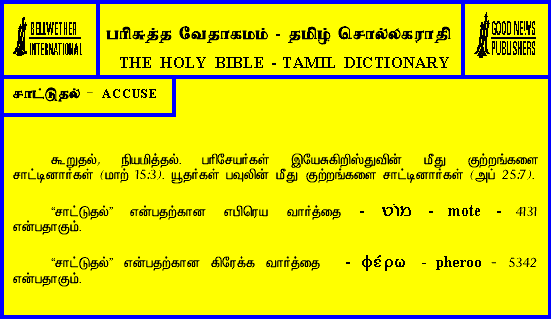 BELLWETHER
INTERNATIONAL
பரிசுத்த வேதாகமம் - தமிழ் சொல்லகராதி
THE HOLY BIBLE - TAMIL DICTIONARY
GOOD NEWS
PUBLISHERS
சாட்டுதல் - ACCUSE
கூறுதல், நியமித்தல். பரிசேயர்கள் இயேசுகிறிஸ்துவின் மீது குற்றங்களை
சாட்டினார்கள் (மாற் 15:3). யூதர்கள் பவுலின் மீது குற்றங்களை சாட்டினார்கள் (அப் 25:7).
"சாட்டுதல்" என்பதற்கான எபிரெய வார்த்தை - מוֹט - mote - 4131
என்பதாகும்.
"சாட்டுதல்" என்பதற்கான கிரேக்க வார்த்தை - φέρω - pheroo - 5342
என்பதாகும்.